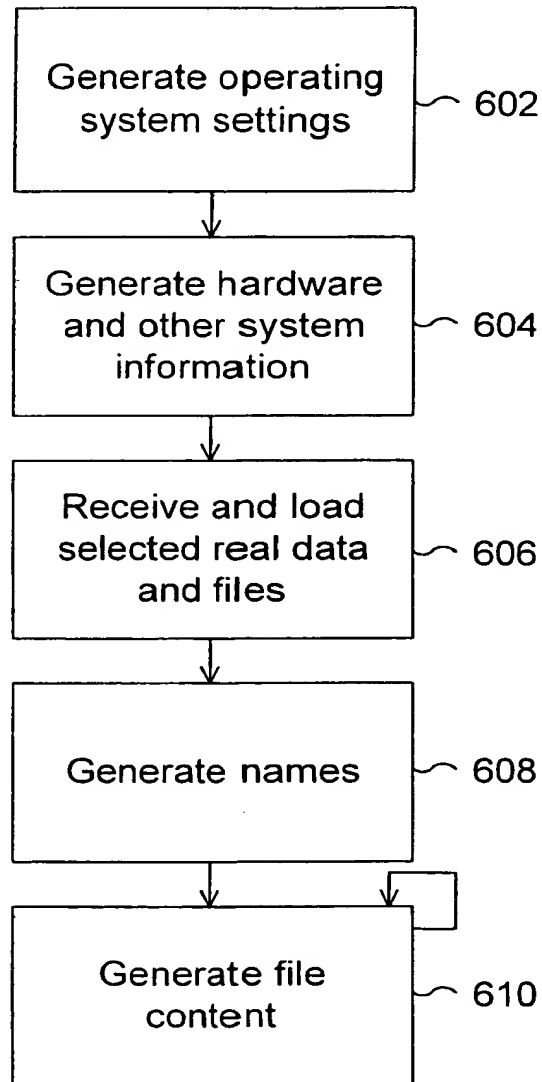 Generate operating
system settings
602
Generate hardware
and other system
information
604
Receive and load
selected real data
and files
606
Generate names
608
Generate file
content
610